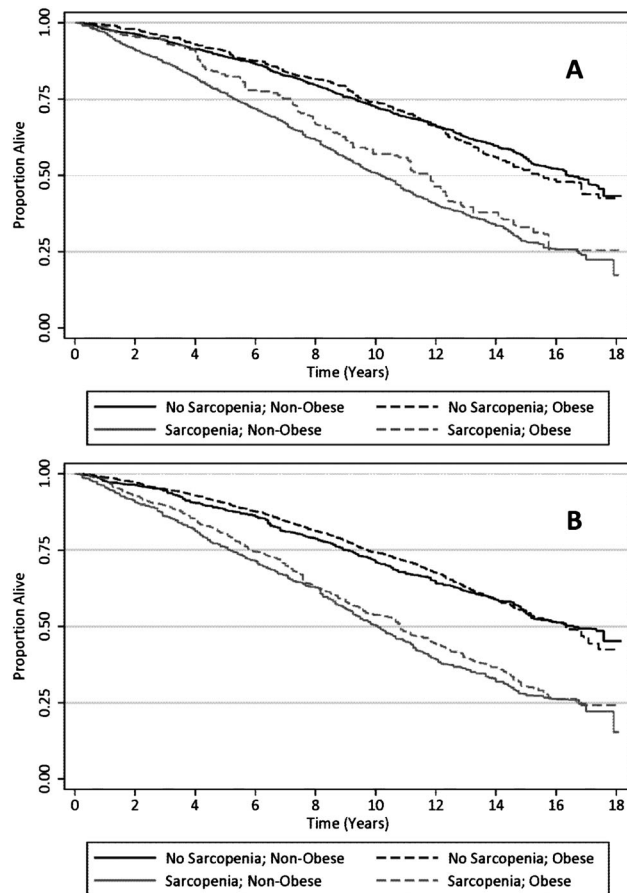 1.00
A
0.75
Proportion Alive
0.50
0.25
0.00
0 2 4 6 8 10 12 14 16 18
Time (Years)
No Sarcopenia; Non-Obese No Sarcopenia; Obese
Sarcopenia; Non-Obese Sarcopenia; Obese
1.00
B
0.75
Proportion Alive
0.50
0.25
0.00
0 2 4 6 8 10 12 14 16 18
Time (Years)
No Sarcopenia; Non-Obese No Sarcopenia; Obese
Sarcopenia; Non-Obese Sarcopenia; Obese